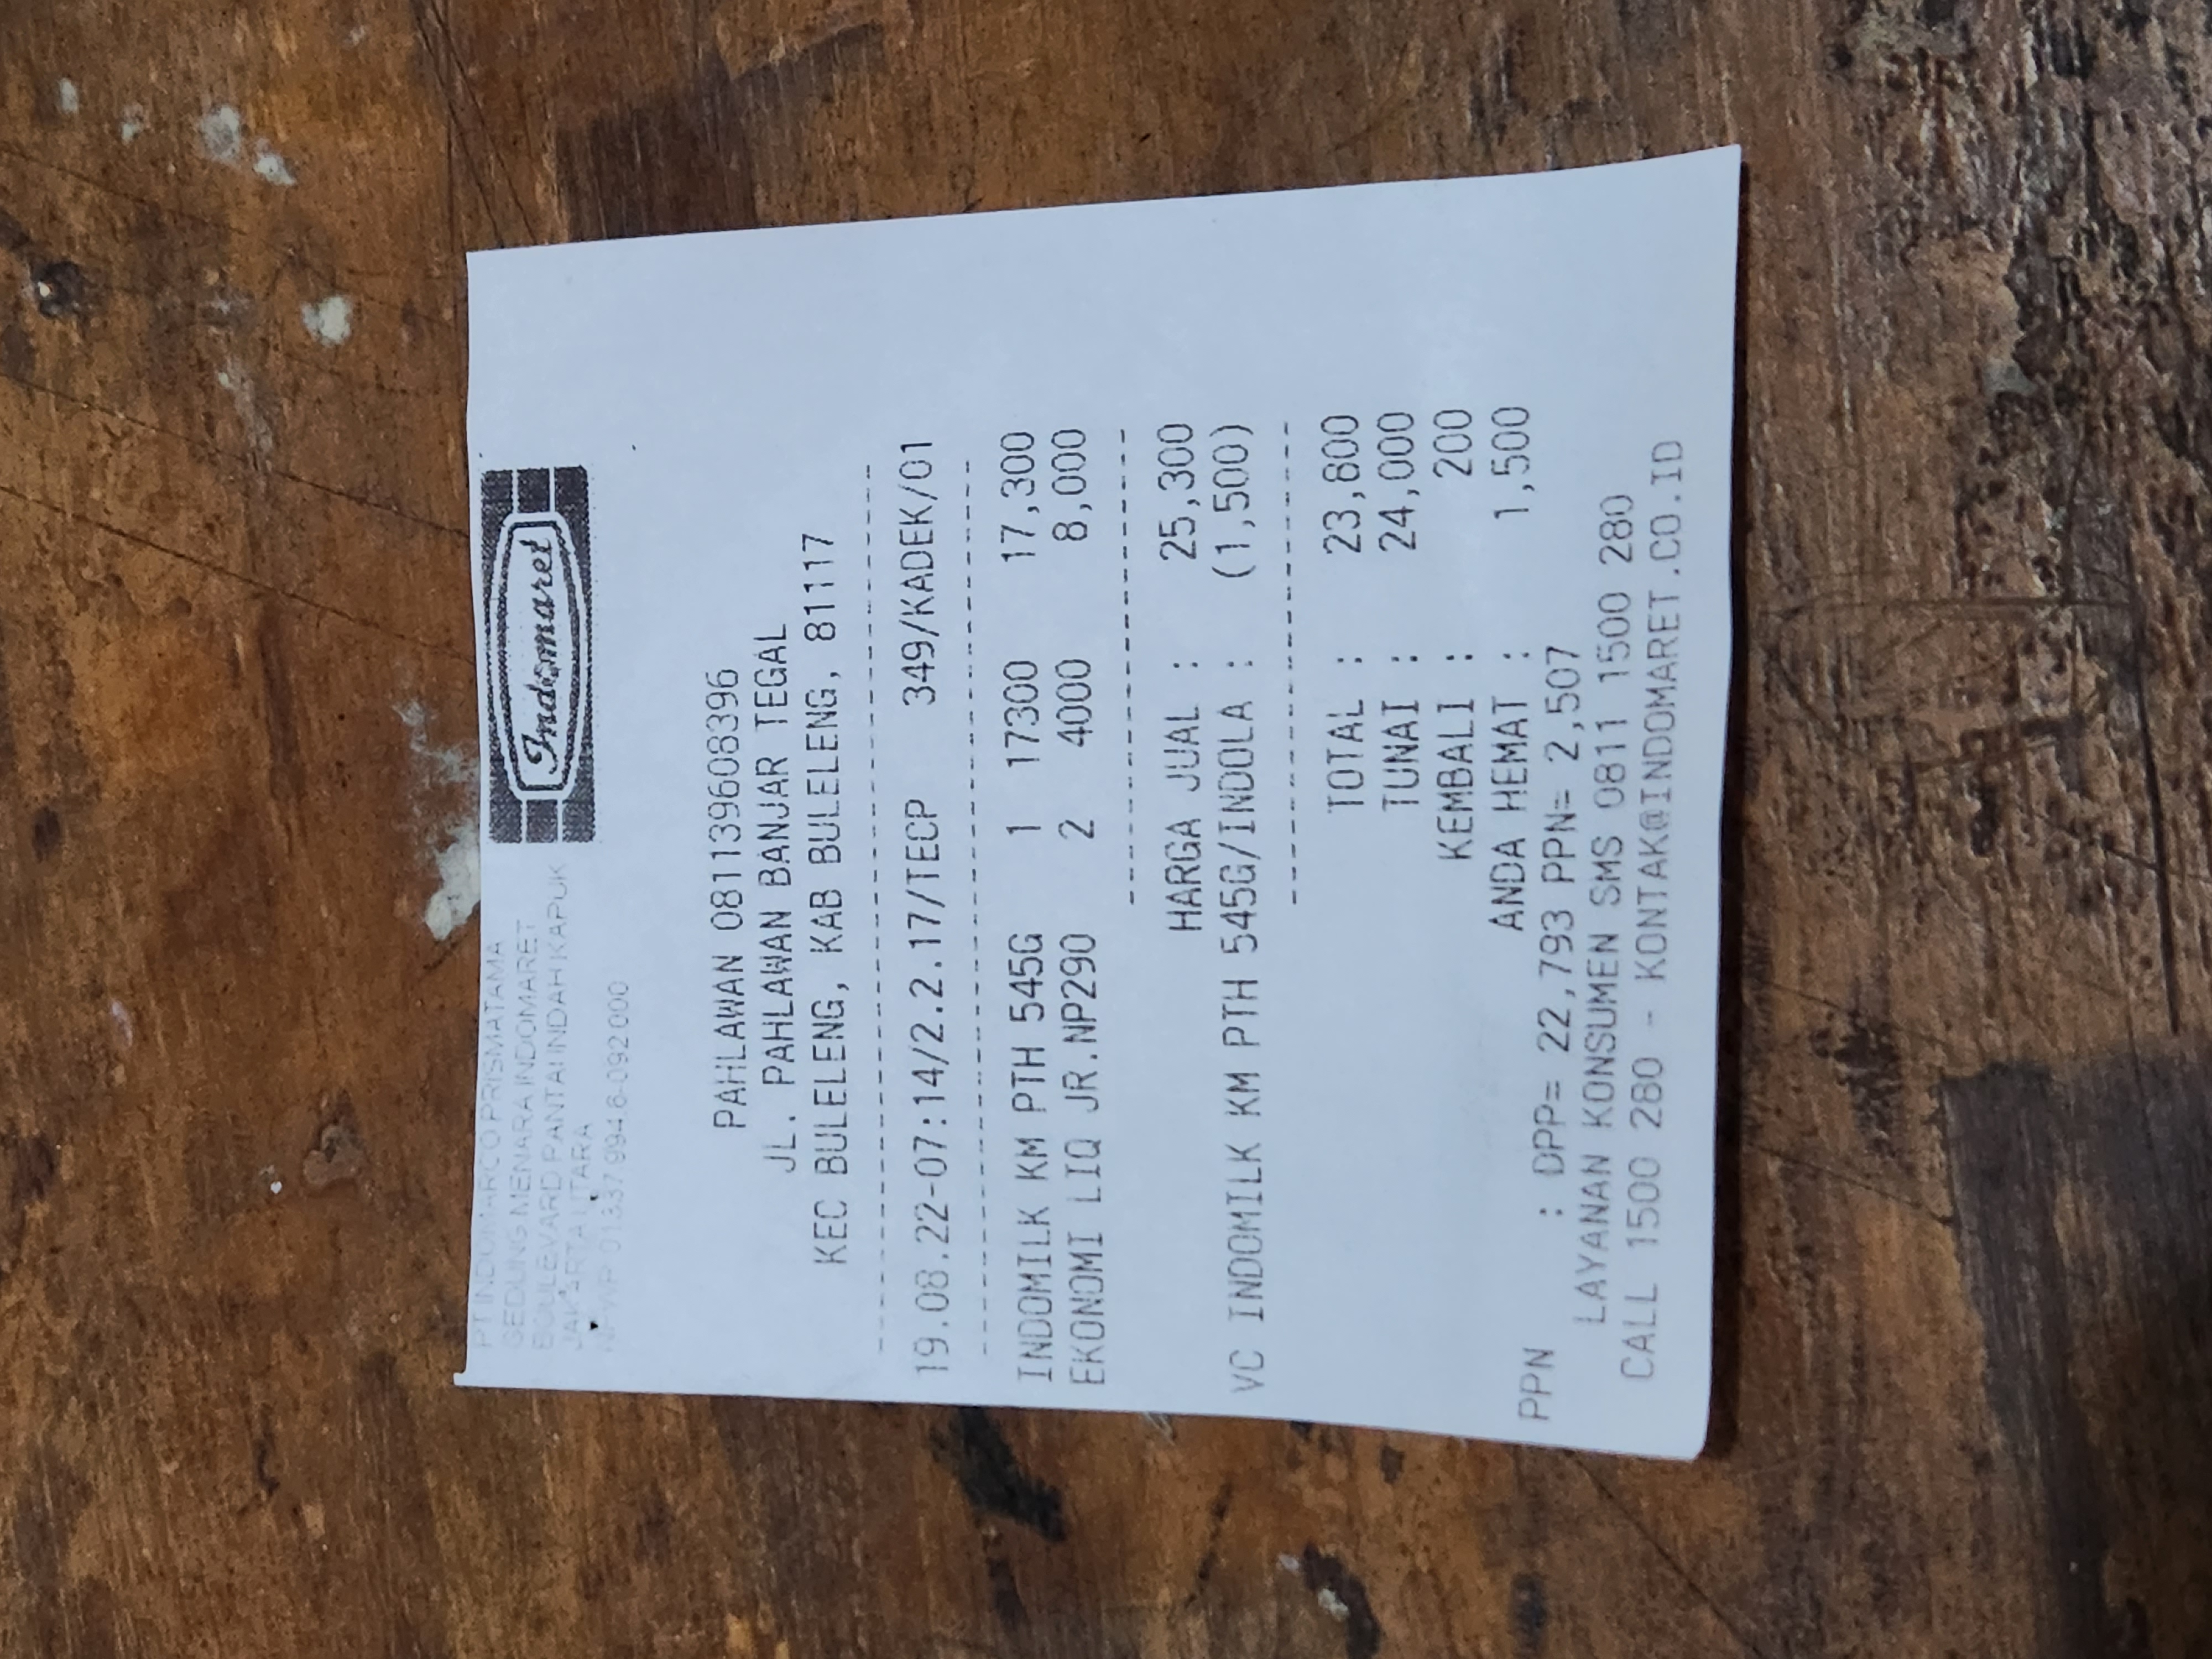 PT INDOMARCO PRISMATAMA
GEDUNG MENARA INDOMARET
BOULEVARD PANTAI INDAH KAPUK
JAKARTA UTARA
NPWP 01.337.994.6-092.000
Indomaret
PAHLAWAN 081139608396
JL. PAHLAWAN BANJAR TEGAL
KEC BULELENG, KAB BULELENG, 81117
19.08.22-07:14/2.2.17/TECP 349/KADEK/01
INDOMILK KM PTH 545G 1 17300 17,300
EKONOMI LIQ JR.NP290 2 4000 8,000
HARGA JUAL : 25,300
VC INDOMILK KM PTH 545G/INDOLA : (1,500)
TOTAL : 23,800
TUNAI : 24,000
KEMBALI : 200
ANDA HEMAT : 1,500
PPN : DPP= 22,793 PPN= 2,507
LAYANAN KONSUMEN SMS 0811 1500 280
CALL 1500 280 - KONTAK@INDOMARET.CO.ID